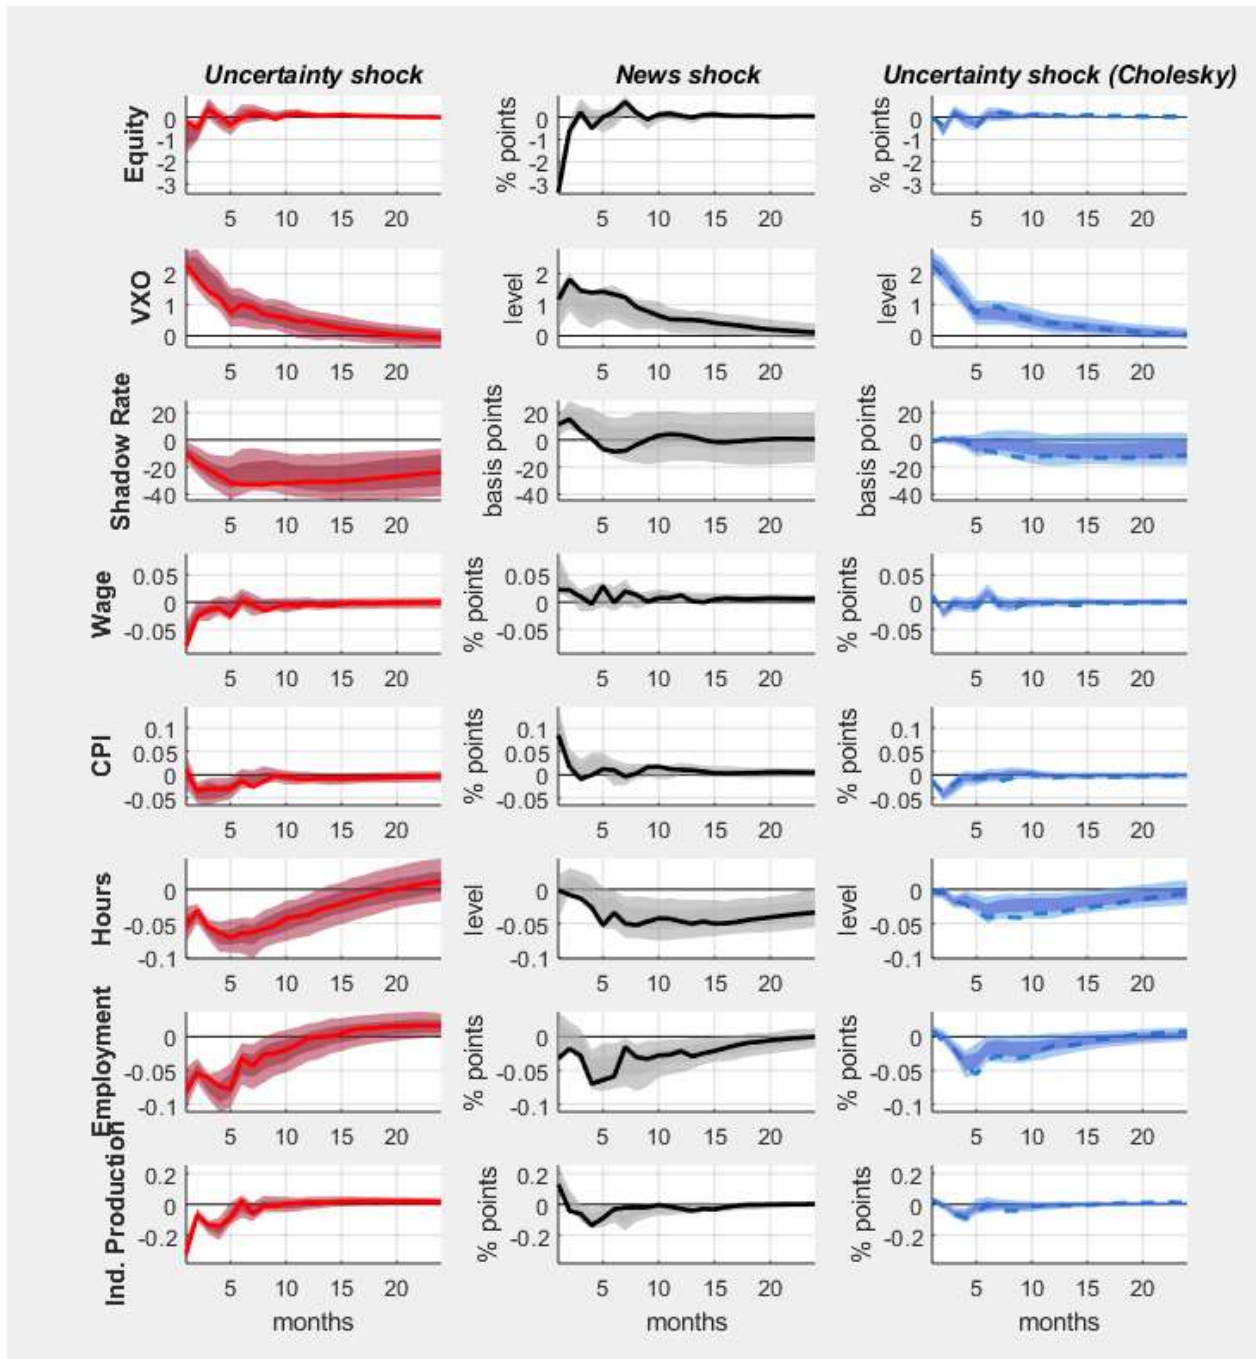 Uncertainty shock News shock Uncertainty shock (Cholesky)
Equity
0 -1 -2 -3
5 10 15 20
% points
0 -1 -2 -3
5 10 15 20
% points
0 -1 -2 -3
5 10 15 20
VXO
2 1 0
5 10 15 20
level
2 1 0
5 10 15 20
level
2 1 0
5 10 15 20
Shadow Rate
20 0 -20 -40
5 10 15 20
basis points
20 0 -20 -40
5 10 15 20
basis points
20 0 -20 -40
5 10 15 20
Wage
0.05 0 -0.05
5 10 15 20
% points
0.05 0 -0.05
5 10 15 20
% points
0.05 0 -0.05
5 10 15 20
CPI
0.1 0.05 0 -0.05
5 10 15 20
% points
0.1 0.05 0 -0.05
5 10 15 20
% points
0.1 0.05 0 -0.05
5 10 15 20
Hours
0 -0.05 -0.1
5 10 15 20
level
0 -0.05 -0.1
5 10 15 20
level
0 -0.05 -0.1
5 10 15 20
Employment
0 -0.05 -0.1
5 10 15 20
% points
0 -0.05 -0.1
5 10 15 20
% points
0 -0.05 -0.1
5 10 15 20
Ind. Production
0.2 0 -0.2
5 10 15 20
months
% points
0.2 0 -0.2
5 10 15 20
months
% points
0.2 0 -0.2
5 10 15 20
months